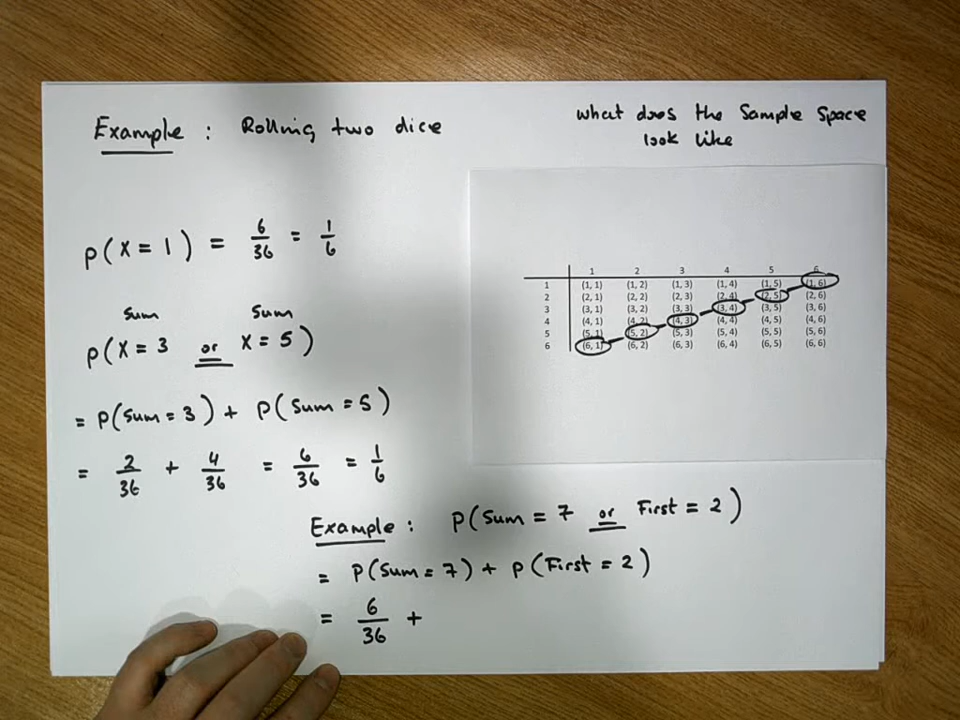 Example : Rolling two dice
what does the Sample Space
look like
P(X = 1) = 6/36 = 1/6
Sum Sum
P(X = 3 or X = 5)
= P(Sum = 3) + P(Sum = 5)
= 2/36 + 4/36 = 6/36 = 1/6
1 2 3 4 5 6
1 (1, 1) (1, 2) (1, 3) (1, 4) (1, 5) (1, 6)
2 (2, 1) (2, 2) (2, 3) (2, 4) (2, 5) (2, 6)
3 (3, 1) (3, 2) (3, 3) (3, 4) (3, 5) (3, 6)
4 (4, 1) (4, 2) (4, 3) (4, 4) (4, 5) (4, 6)
5 (5, 1) (5, 2) (5, 3) (5, 4) (5, 5) (5, 6)
6 (6, 1) (6, 2) (6, 3) (6, 4) (6, 5) (6, 6)
Example : P(Sum = 7 or First = 2)
= P(Sum = 7) + P(First = 2)
= 6/36 +